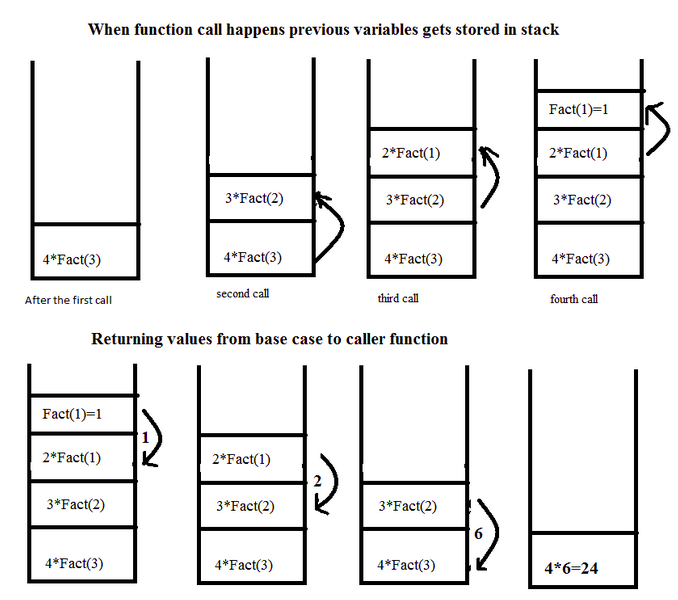 When function call happens previous variables gets stored in stack
4*Fact(3)
3*Fact(2)
4*Fact(3)
2*Fact(1)
3*Fact(2)
4*Fact(3)
Fact(1)=1
2*Fact(1)
3*Fact(2)
4*Fact(3)
After the first call
second call
third call
fourth call
Returning values from base case to caller function
Fact(1)=1
1
2*Fact(1)
3*Fact(2)
4*Fact(3)
2*Fact(1)
2
3*Fact(2)
4*Fact(3)
3*Fact(2)
6
4*Fact(3)
4*6=24